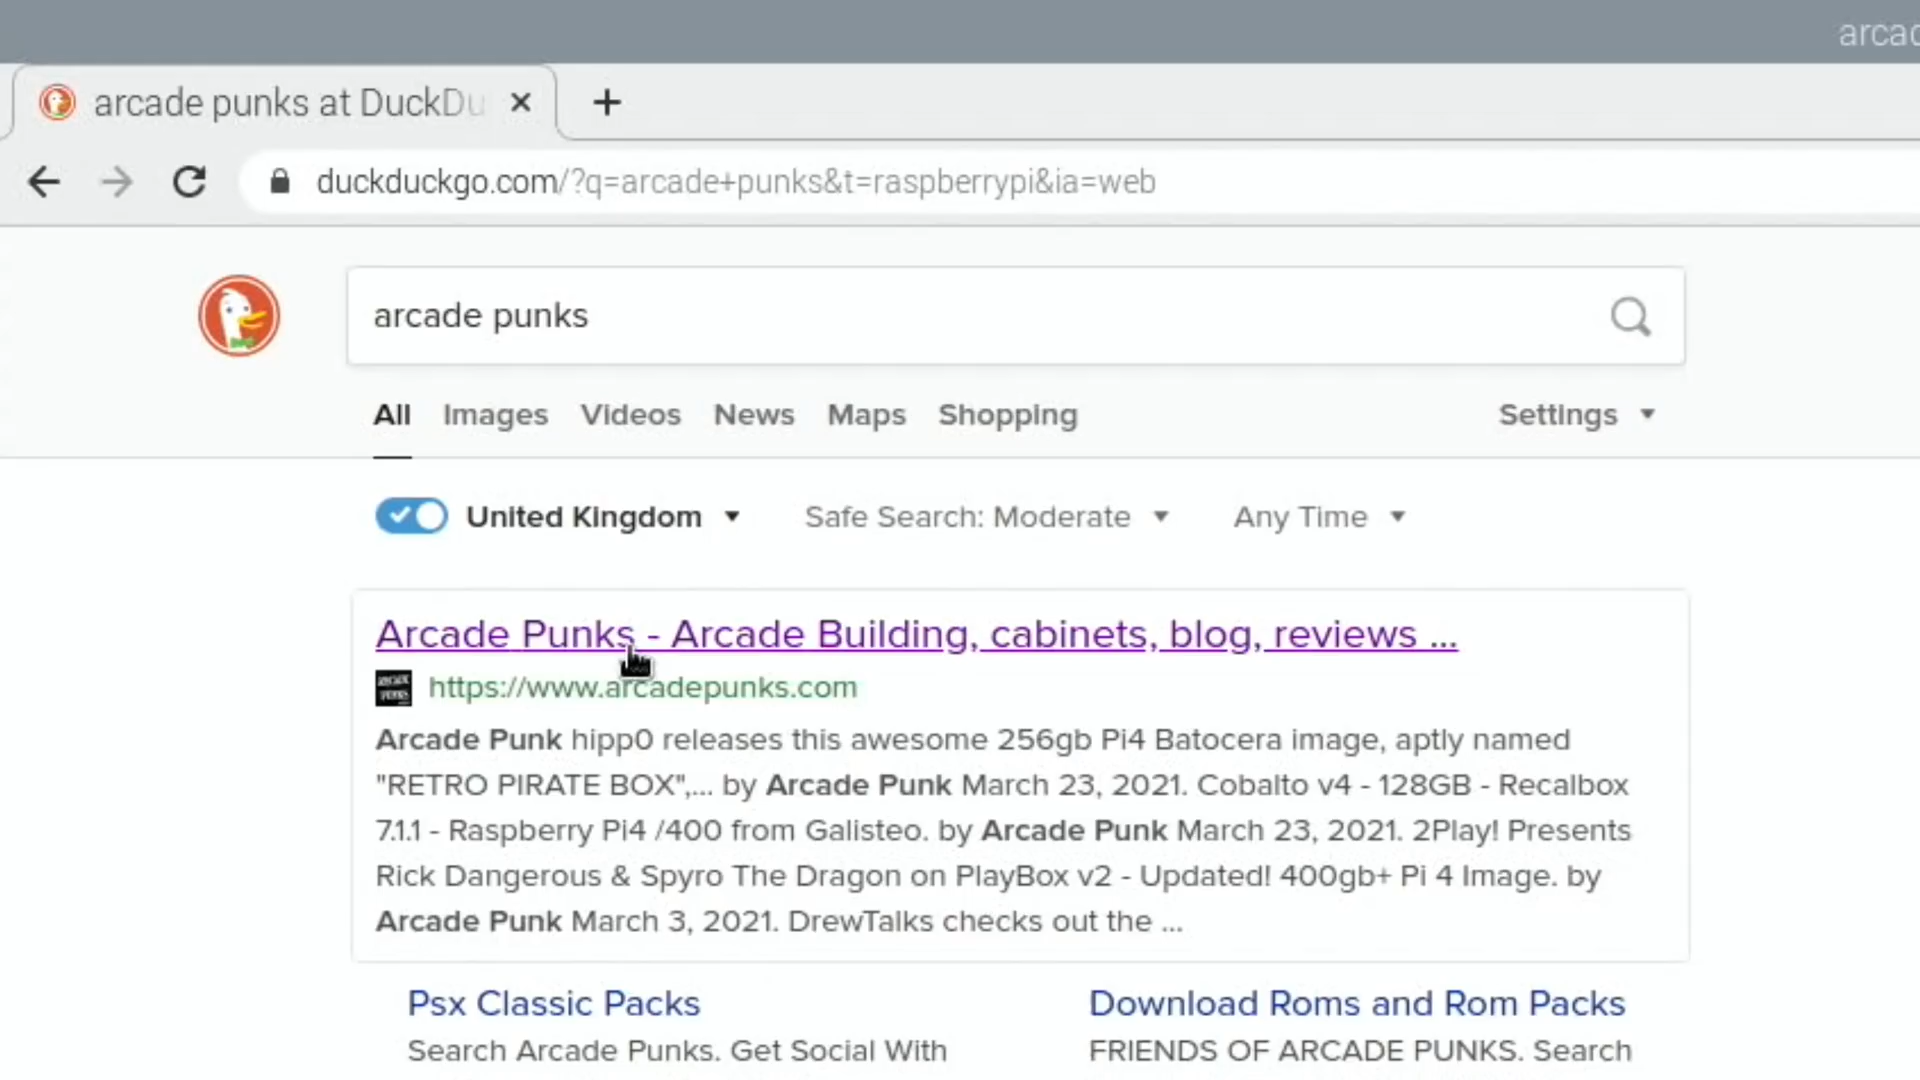 arcad
arcade punks at DuckDu
duckduckgo.com/?q=arcade+punks&t=raspberrypi&ia=web
arcade punks
All Images Videos News Maps Shopping Settings
United Kingdom Safe Search: Moderate Any Time
Arcade Punks - Arcade Building, cabinets, blog, reviews ...
ARCADE PUNKS
https://www.arcadepunks.com
Arcade Punk hipp0 releases this awesome 256gb Pi4 Batocera image, aptly named
"RETRO PIRATE BOX",... by Arcade Punk March 23, 2021. Cobalto v4 - 128GB - Recalbox
7.1.1 - Raspberry Pi4 /400 from Galisteo. by Arcade Punk March 23, 2021. 2Play! Presents
Rick Dangerous & Spyro The Dragon on PlayBox v2 - Updated! 400gb+ Pi 4 Image. by
Arcade Punk March 3, 2021. DrewTalks checks out the ...
Psx Classic Packs Download Roms and Rom Packs
Search Arcade Punks. Get Social With FRIENDS OF ARCADE PUNKS. Search